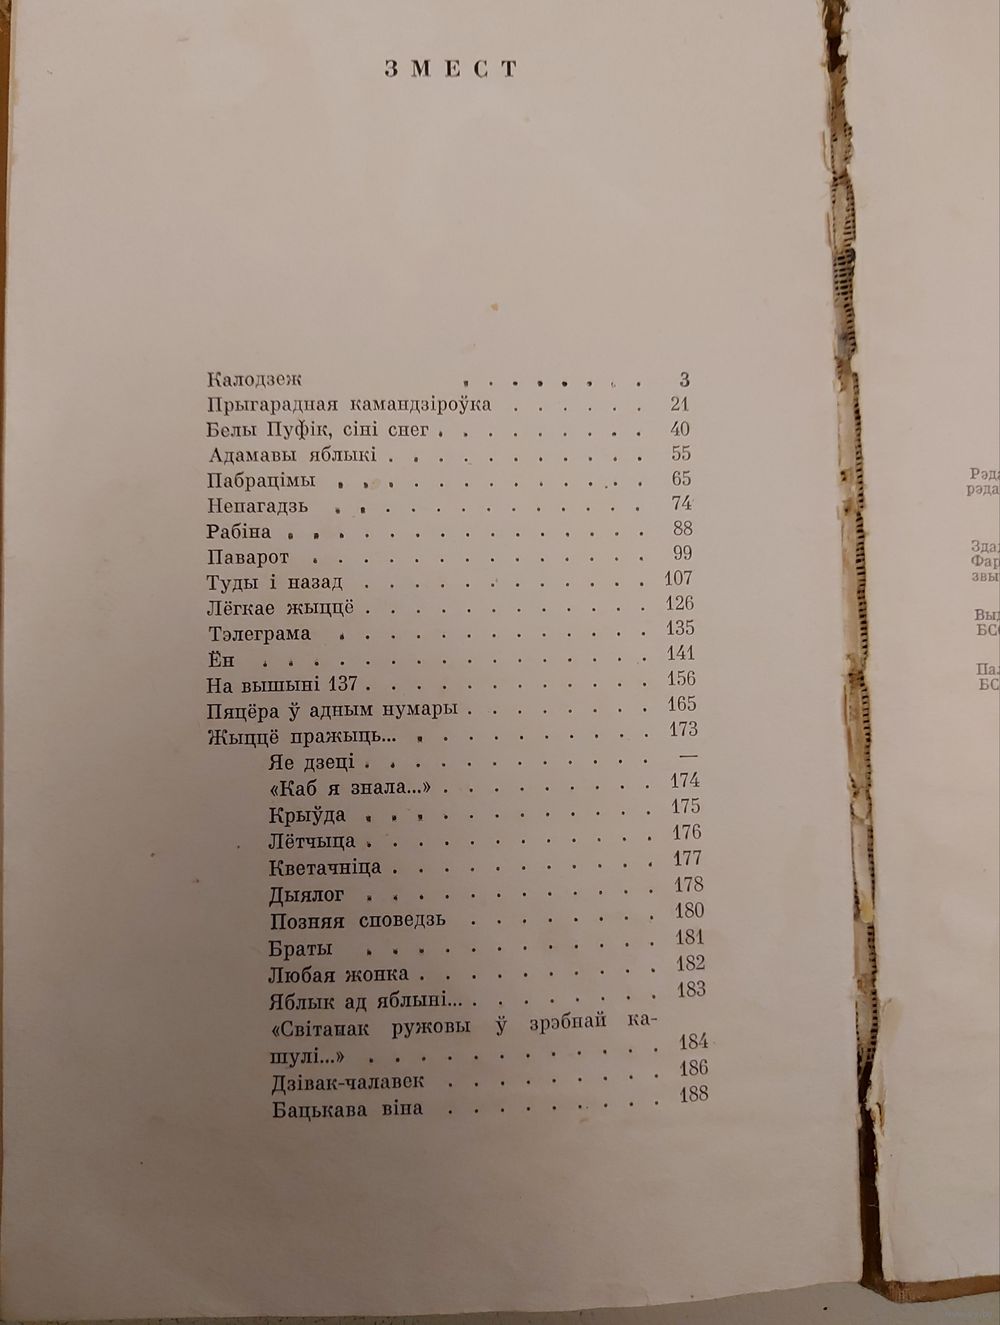 ЗМЕСТ
Калодзеж . . . . . . . . 3
Прыгарадная камандзіроўка . . . . . . 21
Белы Пуфік, сіні снег . . . . . . . . . 40
Адамавы яблыкі . . . . . . . . . . . 55
Пабрацімы . . . . . . . . . . . . . 65
Непагадзь . . . . . . . . . . . . . 74
Рабіна . . . . . . . . . . . . . . . 88
Паварот . . . . . . . . . . . . . . 99
Туды і назад . . . . . . . . . . . . 107
Лёгкае жыццё . . . . . . . . . . . . 126
Тэлеграма . . . . . . . . . . . . . 135
Ён . . . . . . . . . . . . . . . . 141
На вышыні 137 . . . . . . . . . . . . 156
Пяцёра ў адным нумары . . . . . . . . 165
Жыццё пражыць... . . . . . . . . . . 173
Яе дзеці . . . . . . . . . . . . —
«Каб я знала...» . . . . . . . . . 174
Крыўда . . . . . . . . . . . . 175
Лётчыца . . . . . . . . . . . . 176
Кветачніца . . . . . . . . . . . 177
Дыялог . . . . . . . . . . . . 178
Позняя споведзь . . . . . . . . 180
Браты . . . . . . . . . . . . 181
Любая жонка . . . . . . . . . . 182
Яблык ад яблыні... . . . . . . . . 183
«Світанак ружовы ў зрэбнай ка-
шулі...» . . . . . . . . . . . . 184
Дзівак-чалавек . . . . . . . . . 186
Бацькава віна . . . . . . . . . 188